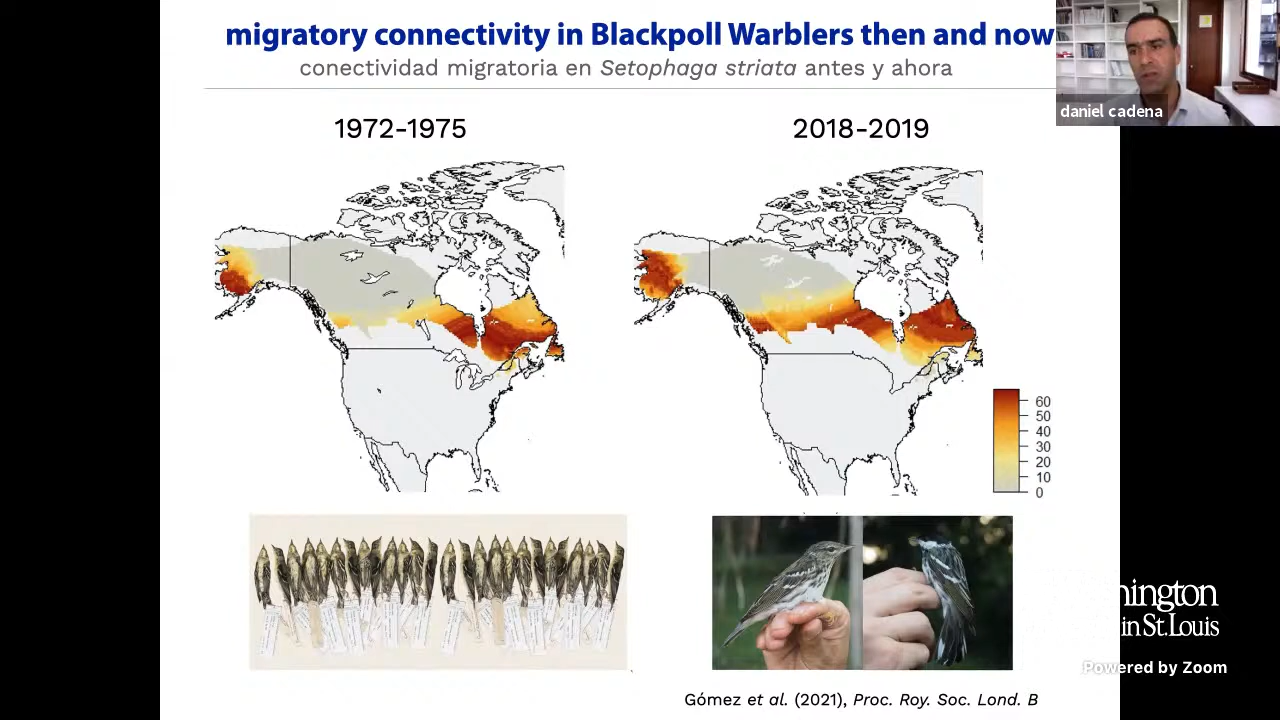 migratory connectivity in Blackpoll Warblers then and now
conectividad migratoria en Setophaga striata antes y ahora
daniel cadena
1972-1975
2018-2019
60
50
40
30
20
10
0
Gómez et al. (2021), Proc. Roy. Soc. Lond. B
in St.Louis
Powered by Zoom